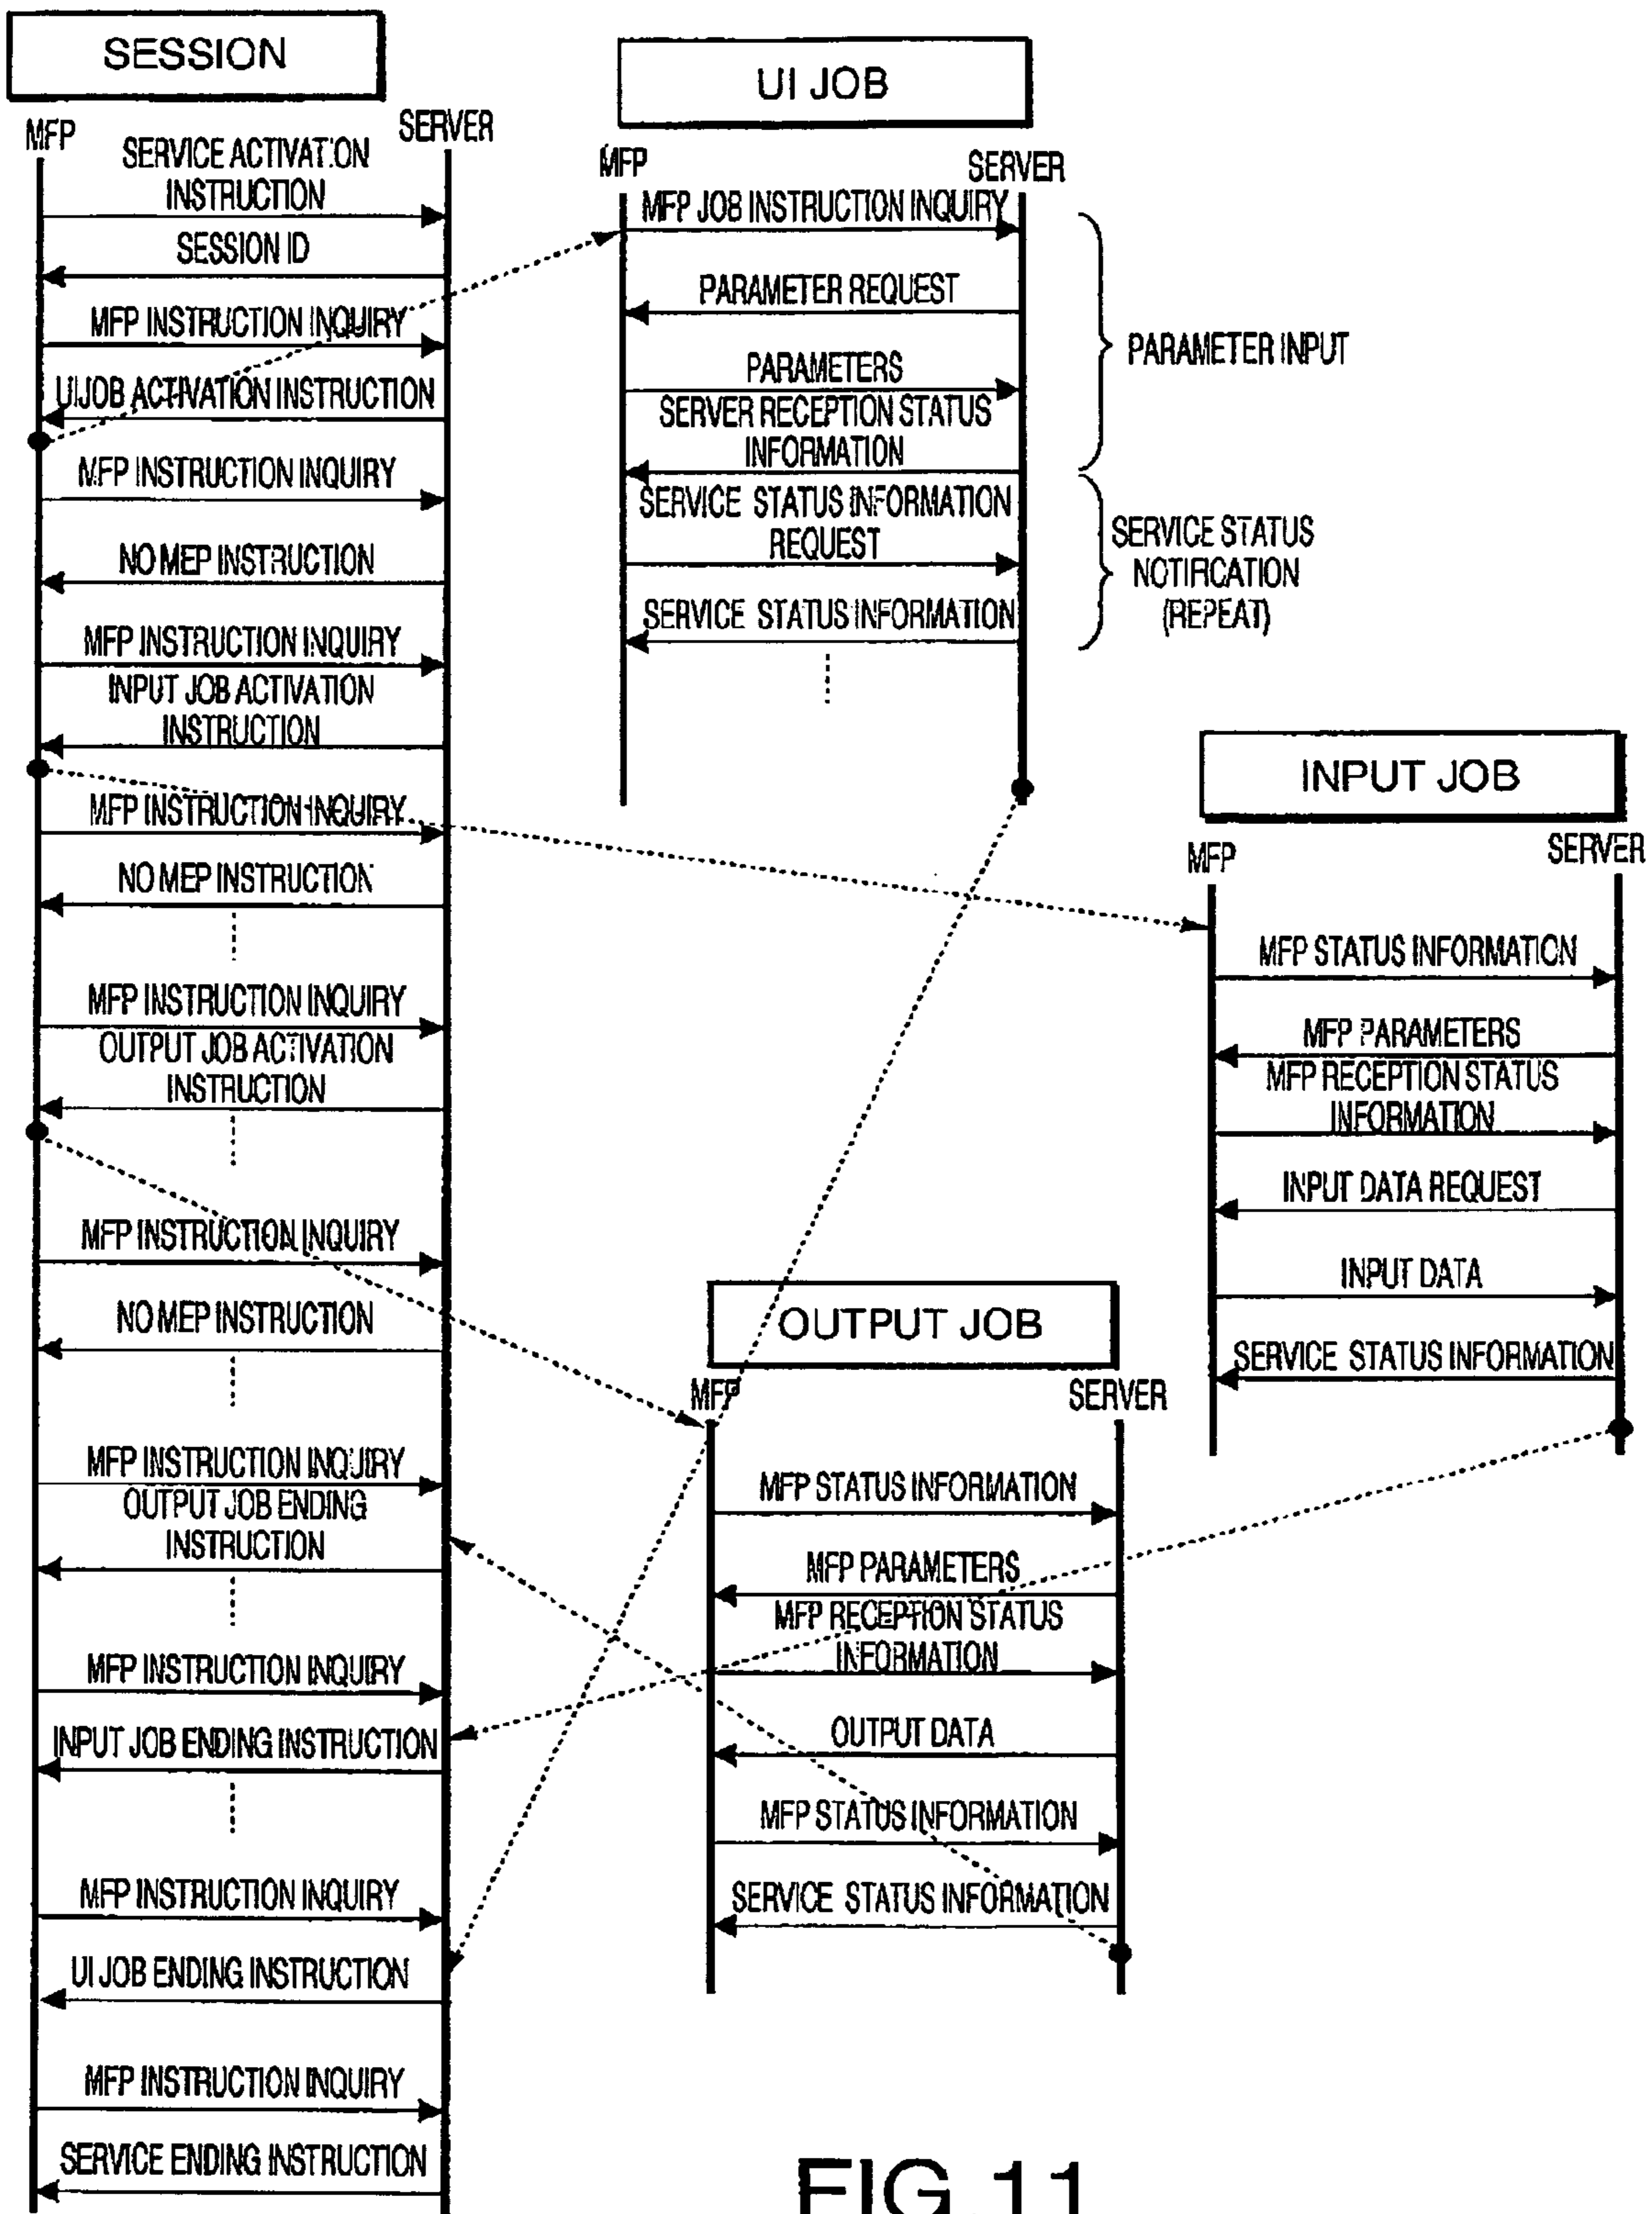 SESSION
MFP
SERVER
SERVICE ACTIVATION
INSTRUCTION
SESSION ID
MFP INSTRUCTION INQUIRY
UI JOB ACTIVATION INSTRUCTION
MFP INSTRUCTION INQUIRY
NO MEP INSTRUCTION
MFP INSTRUCTION INQUIRY
INPUT JOB ACTIVATION
INSTRUCTION
MFP INSTRUCTION INQUIRY
NO MEP INSTRUCTION
MFP INSTRUCTION INQUIRY
OUTPUT JOB ACTIVATION
INSTRUCTION
MFP INSTRUCTION INQUIRY
NO MEP INSTRUCTION
MFP INSTRUCTION INQUIRY
OUTPUT JOB ENDING
INSTRUCTION
MFP INSTRUCTION INQUIRY
INPUT JOB ENDING INSTRUCTION
MFP INSTRUCTION INQUIRY
UI JOB ENDING INSTRUCTION
MFP INSTRUCTION INQUIRY
SERVICE ENDING INSTRUCTION
UI JOB
MFP
SERVER
MFP JOB INSTRUCTION INQUIRY
PARAMETER REQUEST
PARAMETERS
SERVER RECEPTION STATUS
INFORMATION
SERVICE STATUS INFORMATION
REQUEST
SERVICE STATUS INFORMATION
PARAMETER INPUT
SERVICE STATUS
NOTIFICATION
(REPEAT)
INPUT JOB
MFP
SERVER
MFP STATUS INFORMATION
MFP PARAMETERS
MFP RECEPTION STATUS
INFORMATION
INPUT DATA REQUEST
INPUT DATA
SERVICE STATUS INFORMATION
OUTPUT JOB
MFP
SERVER
MFP STATUS INFORMATION
MFP PARAMETERS
MFP RECEPTION STATUS
INFORMATION
OUTPUT DATA
MFP STATUS INFORMATION
SERVICE STATUS INFORMATION
FIG.11